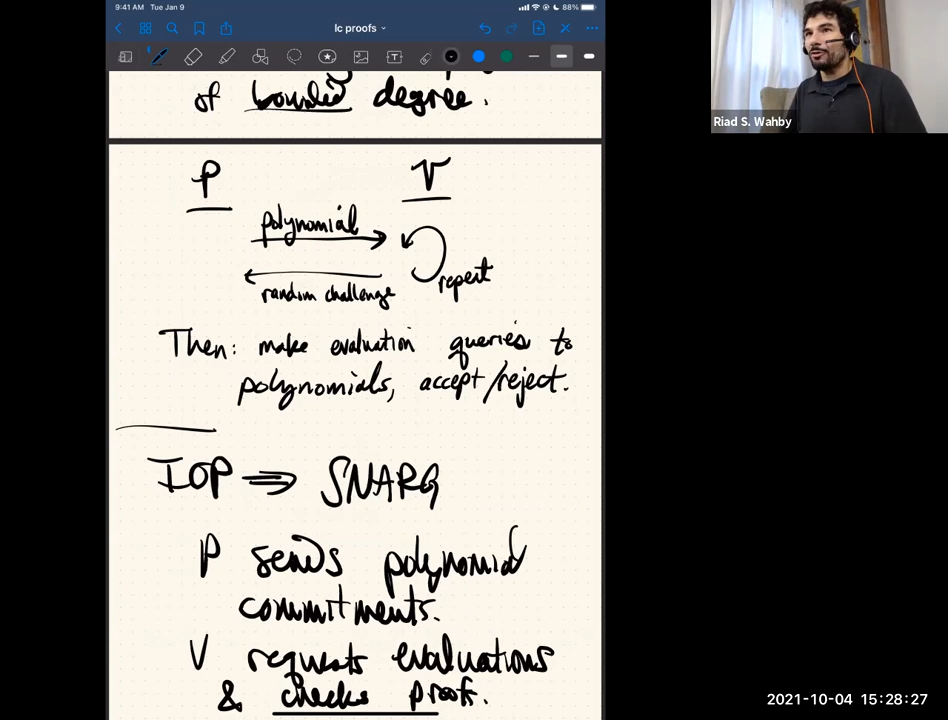 9:41 AM Tue Jan 9
88%
lc proofs
of bounded degree.
P V
polynomial
repeat
random challenge
Then: make evaluation queries to
polynomials, accept/reject.
IOP ⇒ SNARG
P sends polynomial
commitments.
V requests evaluations
& checks proofs.
Riad S. Wahby
2021-10-04 15:28:27